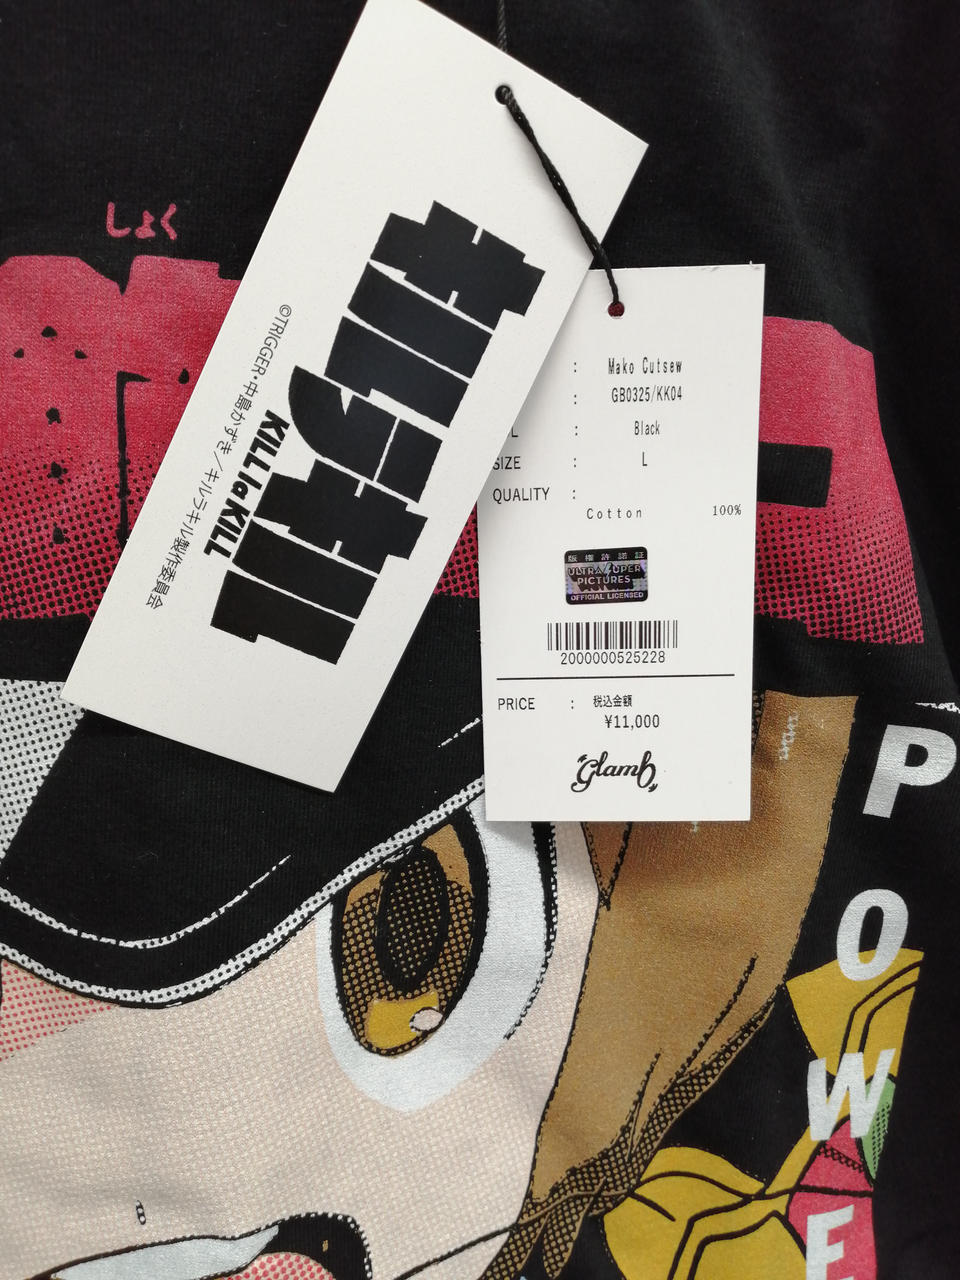 しょく
キルラキル
KILL la KILL
©TRIGGER・中島かずき／キルラキル製作委員会
: Mako Cutsew
: GB0325/KK04
L : Black
SIZE : L
QUALITY :
Cotton 100%
版権許諾証
ULTRA SUPER
PICTURES
OFFICIAL LICENSED
2000000525228
PRICE : 税込金額
¥11,000
glamb
POWE